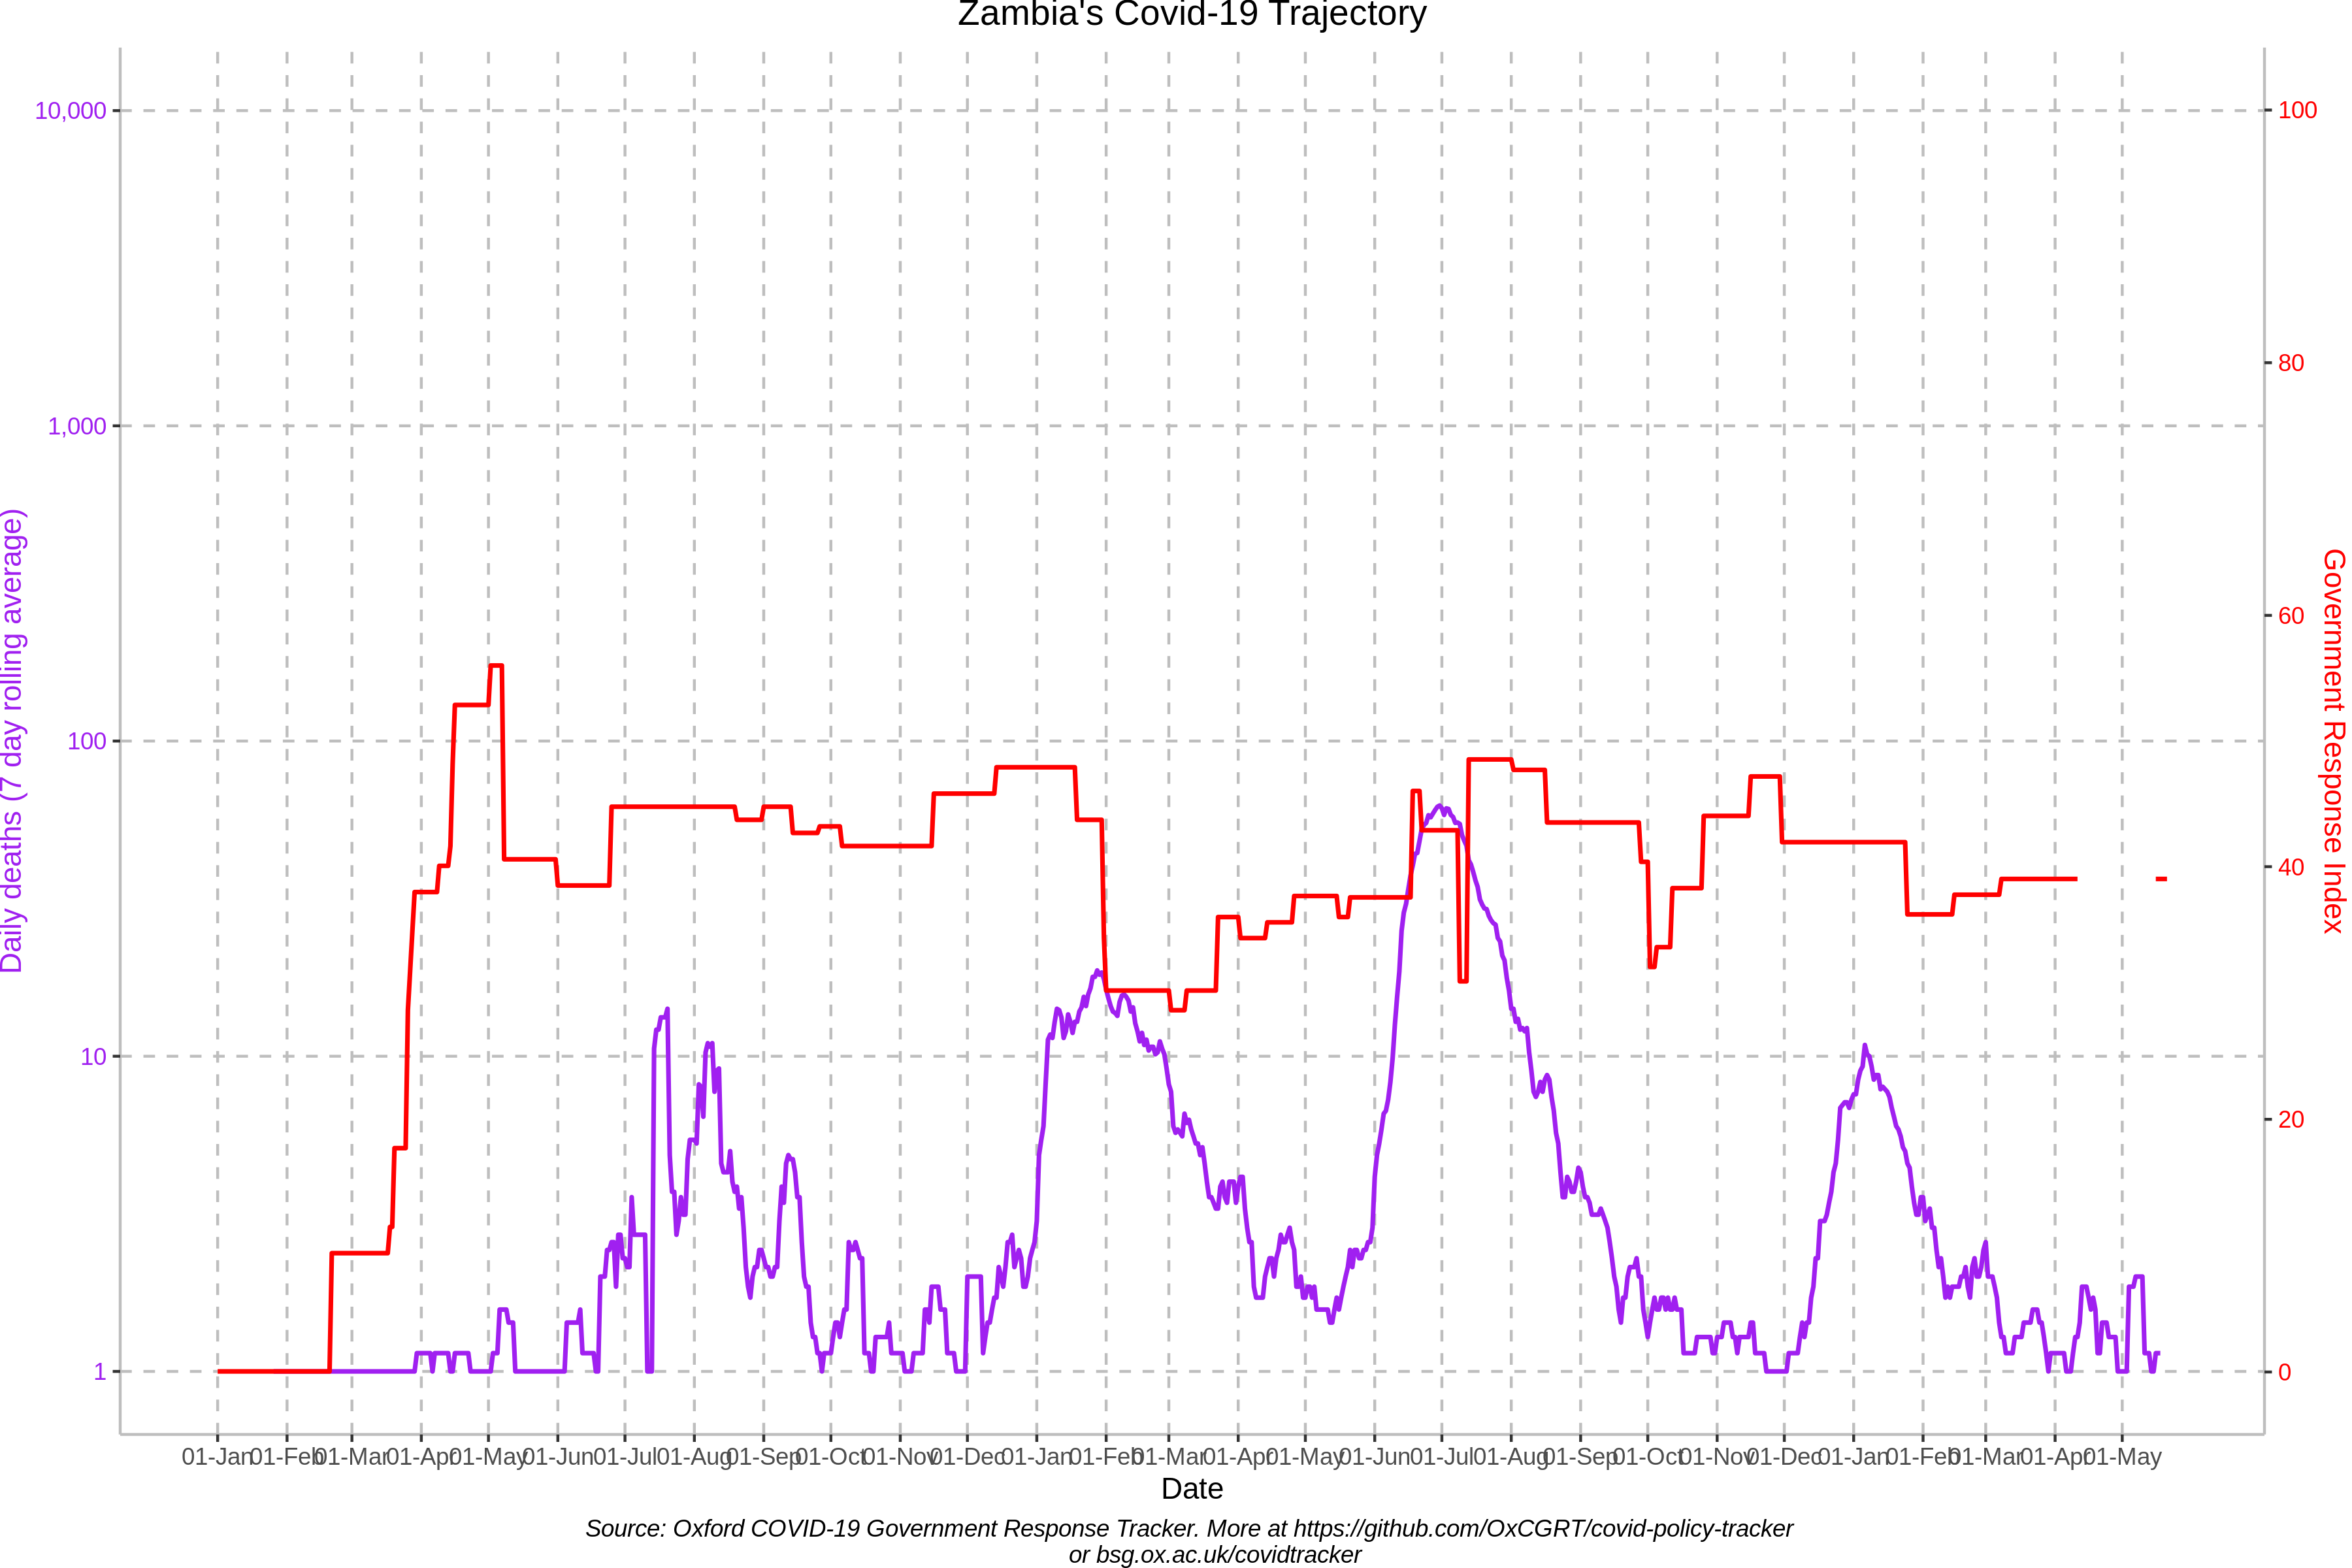 Zambia's Covid-19 Trajectory
10,000
1,000
100
10
1
Daily deaths (7 day rolling average)
100
80
60
40
20
0
Government Response Index
01-Jan 01-Feb 01-Mar 01-Apr 01-May 01-Jun 01-Jul 01-Aug 01-Sep 01-Oct 01-Nov 01-Dec 01-Jan 01-Feb 01-Mar 01-Apr 01-May 01-Jun 01-Jul 01-Aug 01-Sep 01-Oct 01-Nov 01-Dec 01-Jan 01-Feb 01-Mar 01-Apr 01-May
Date
Source: Oxford COVID-19 Government Response Tracker. More at https://github.com/OxCGRT/covid-policy-tracker
or bsg.ox.ac.uk/covidtracker